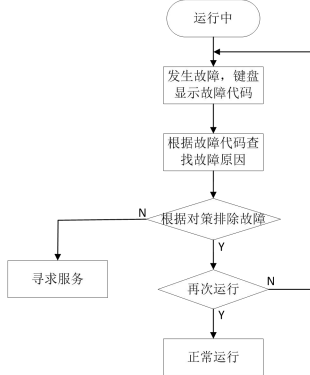 运行中
发生故障，键盘
显示故障代码
根据故障代码查
找故障原因
N
根据对策排除故障
Y
寻求服务
再次运行
N
Y
正常运行